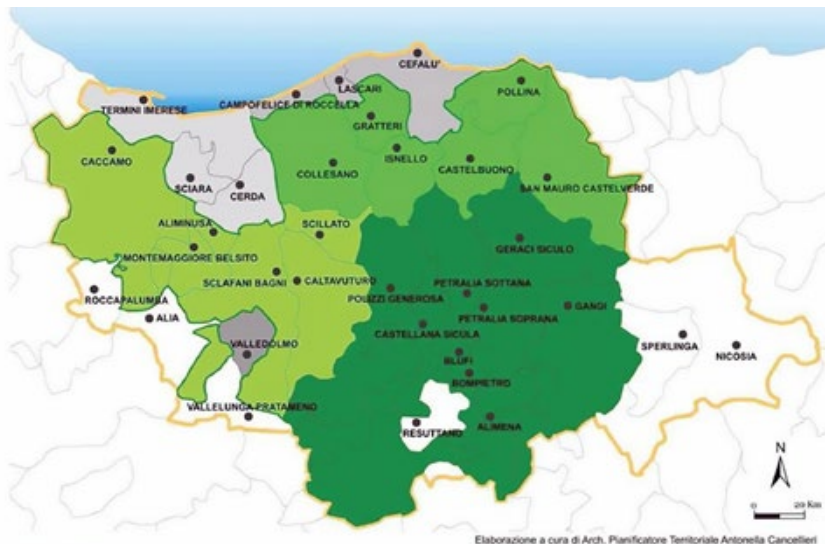 CEFALU'
LASCARI
POLLINA
TERMINI IMERESE
CAMPOFELICE DI ROCCELLA
GRATTERI
CACCAMO
ISNELLO
COLLESANO
CASTELBUONO
SCIARA
CERDA
SAN MAURO CASTELVERDE
ALIMINUSA
SCILLATO
GERACI SICULO
MONTEMAGGIORE BELSITO
SCLAFANI BAGNI
CALTAVUTURO
PETRALIA SOTTANA
ROCCAPALUMBA
POLIZZI GENEROSA
GANGI
PETRALIA SOPRANA
ALIA
CASTELLANA SICULA
SPERLINGA
NICOSIA
VALLEDOLMO
BLUFI
BOMPIETRO
VALLELUNGA PRATAMENO
RESUTTANO
ALIMENA
N
0 20 Km
Elaborazione a cura di Arch. Pianificatore Territoriale Antonella Cancellieri